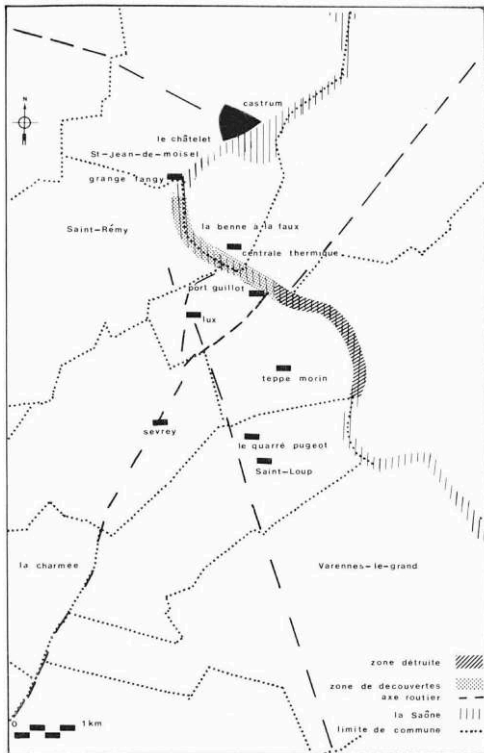 castrum
N
le châtelet
St-Jean-de-moisel
grange fangy
la benne à la faux
Saint-Rémy
centrale thermique
port guillot
lux
teppe morin
sevrey
le quarré pugeot
Saint-Loup
la charmée
Varennes-le-grand
zone détruite
zone de découvertes
axe routier
la Saône
limite de commune
0 1km